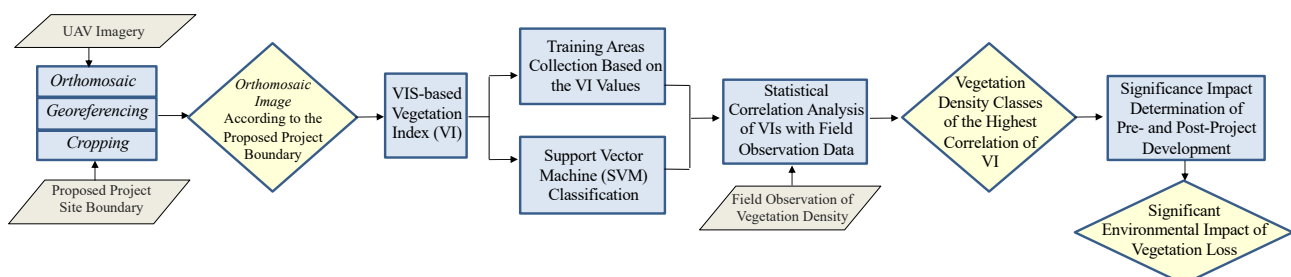 UAV Imagery
Orthomosaic
Georeferencing
Cropping
Proposed Project
Site Boundary
Orthomosaic
Image
According to the
Proposed Project
Boundary)
VIS-based
Vegetation
Index (VI)
Training Areas
Collection Based on
the VI Values
Support Vector
Machine (SVM)
Classification
Statistical
Correlation Analysis
of VIs with Field
Observation Data
Field Observation of
Vegetation Density
Vegetation
Density Classes
of the Highest
Correlation of
VI
Significance Impact
Determination of
Pre- and Post-Project
Development
Significant
Environmental Impact of
Vegetation Loss